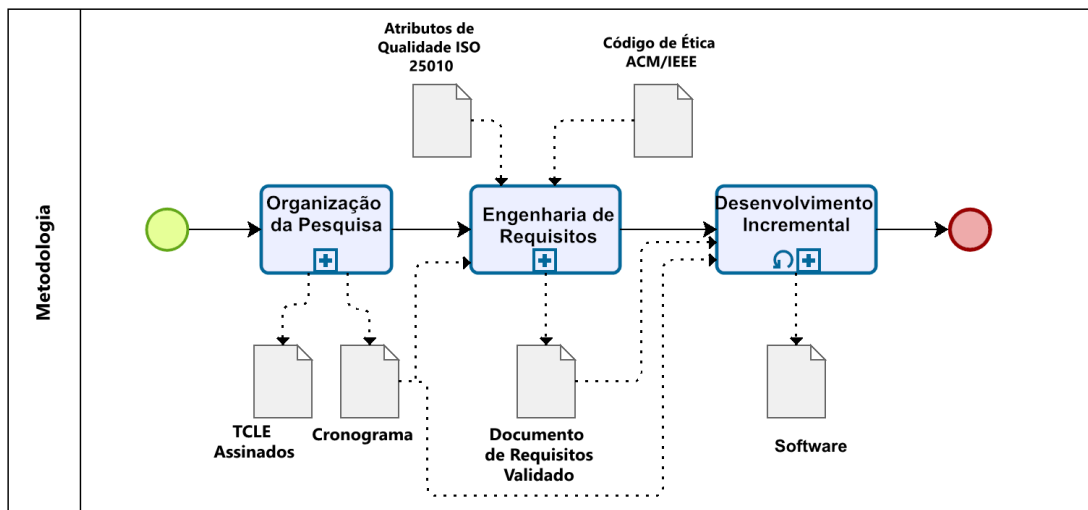 Metodologia
Atributos de
Qualidade ISO
25010
Código de Ética
ACM/IEEE
Organização
da Pesquisa
Engenharia de
Requisitos
Desenvolvimento
Incremental
TCLE
Assinados
Cronograma
Documento
de Requisitos
Validado
Software